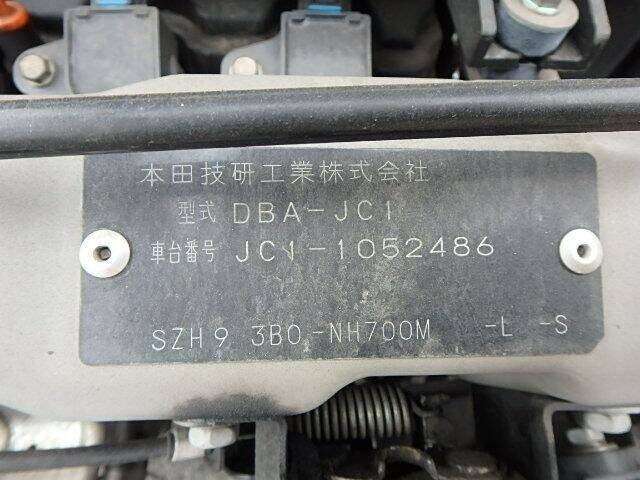 本田技研工業株式会社
型式 DBA-JC1
車台番号 JC1-1052486
SZH9 3B0-NH700M -L -S